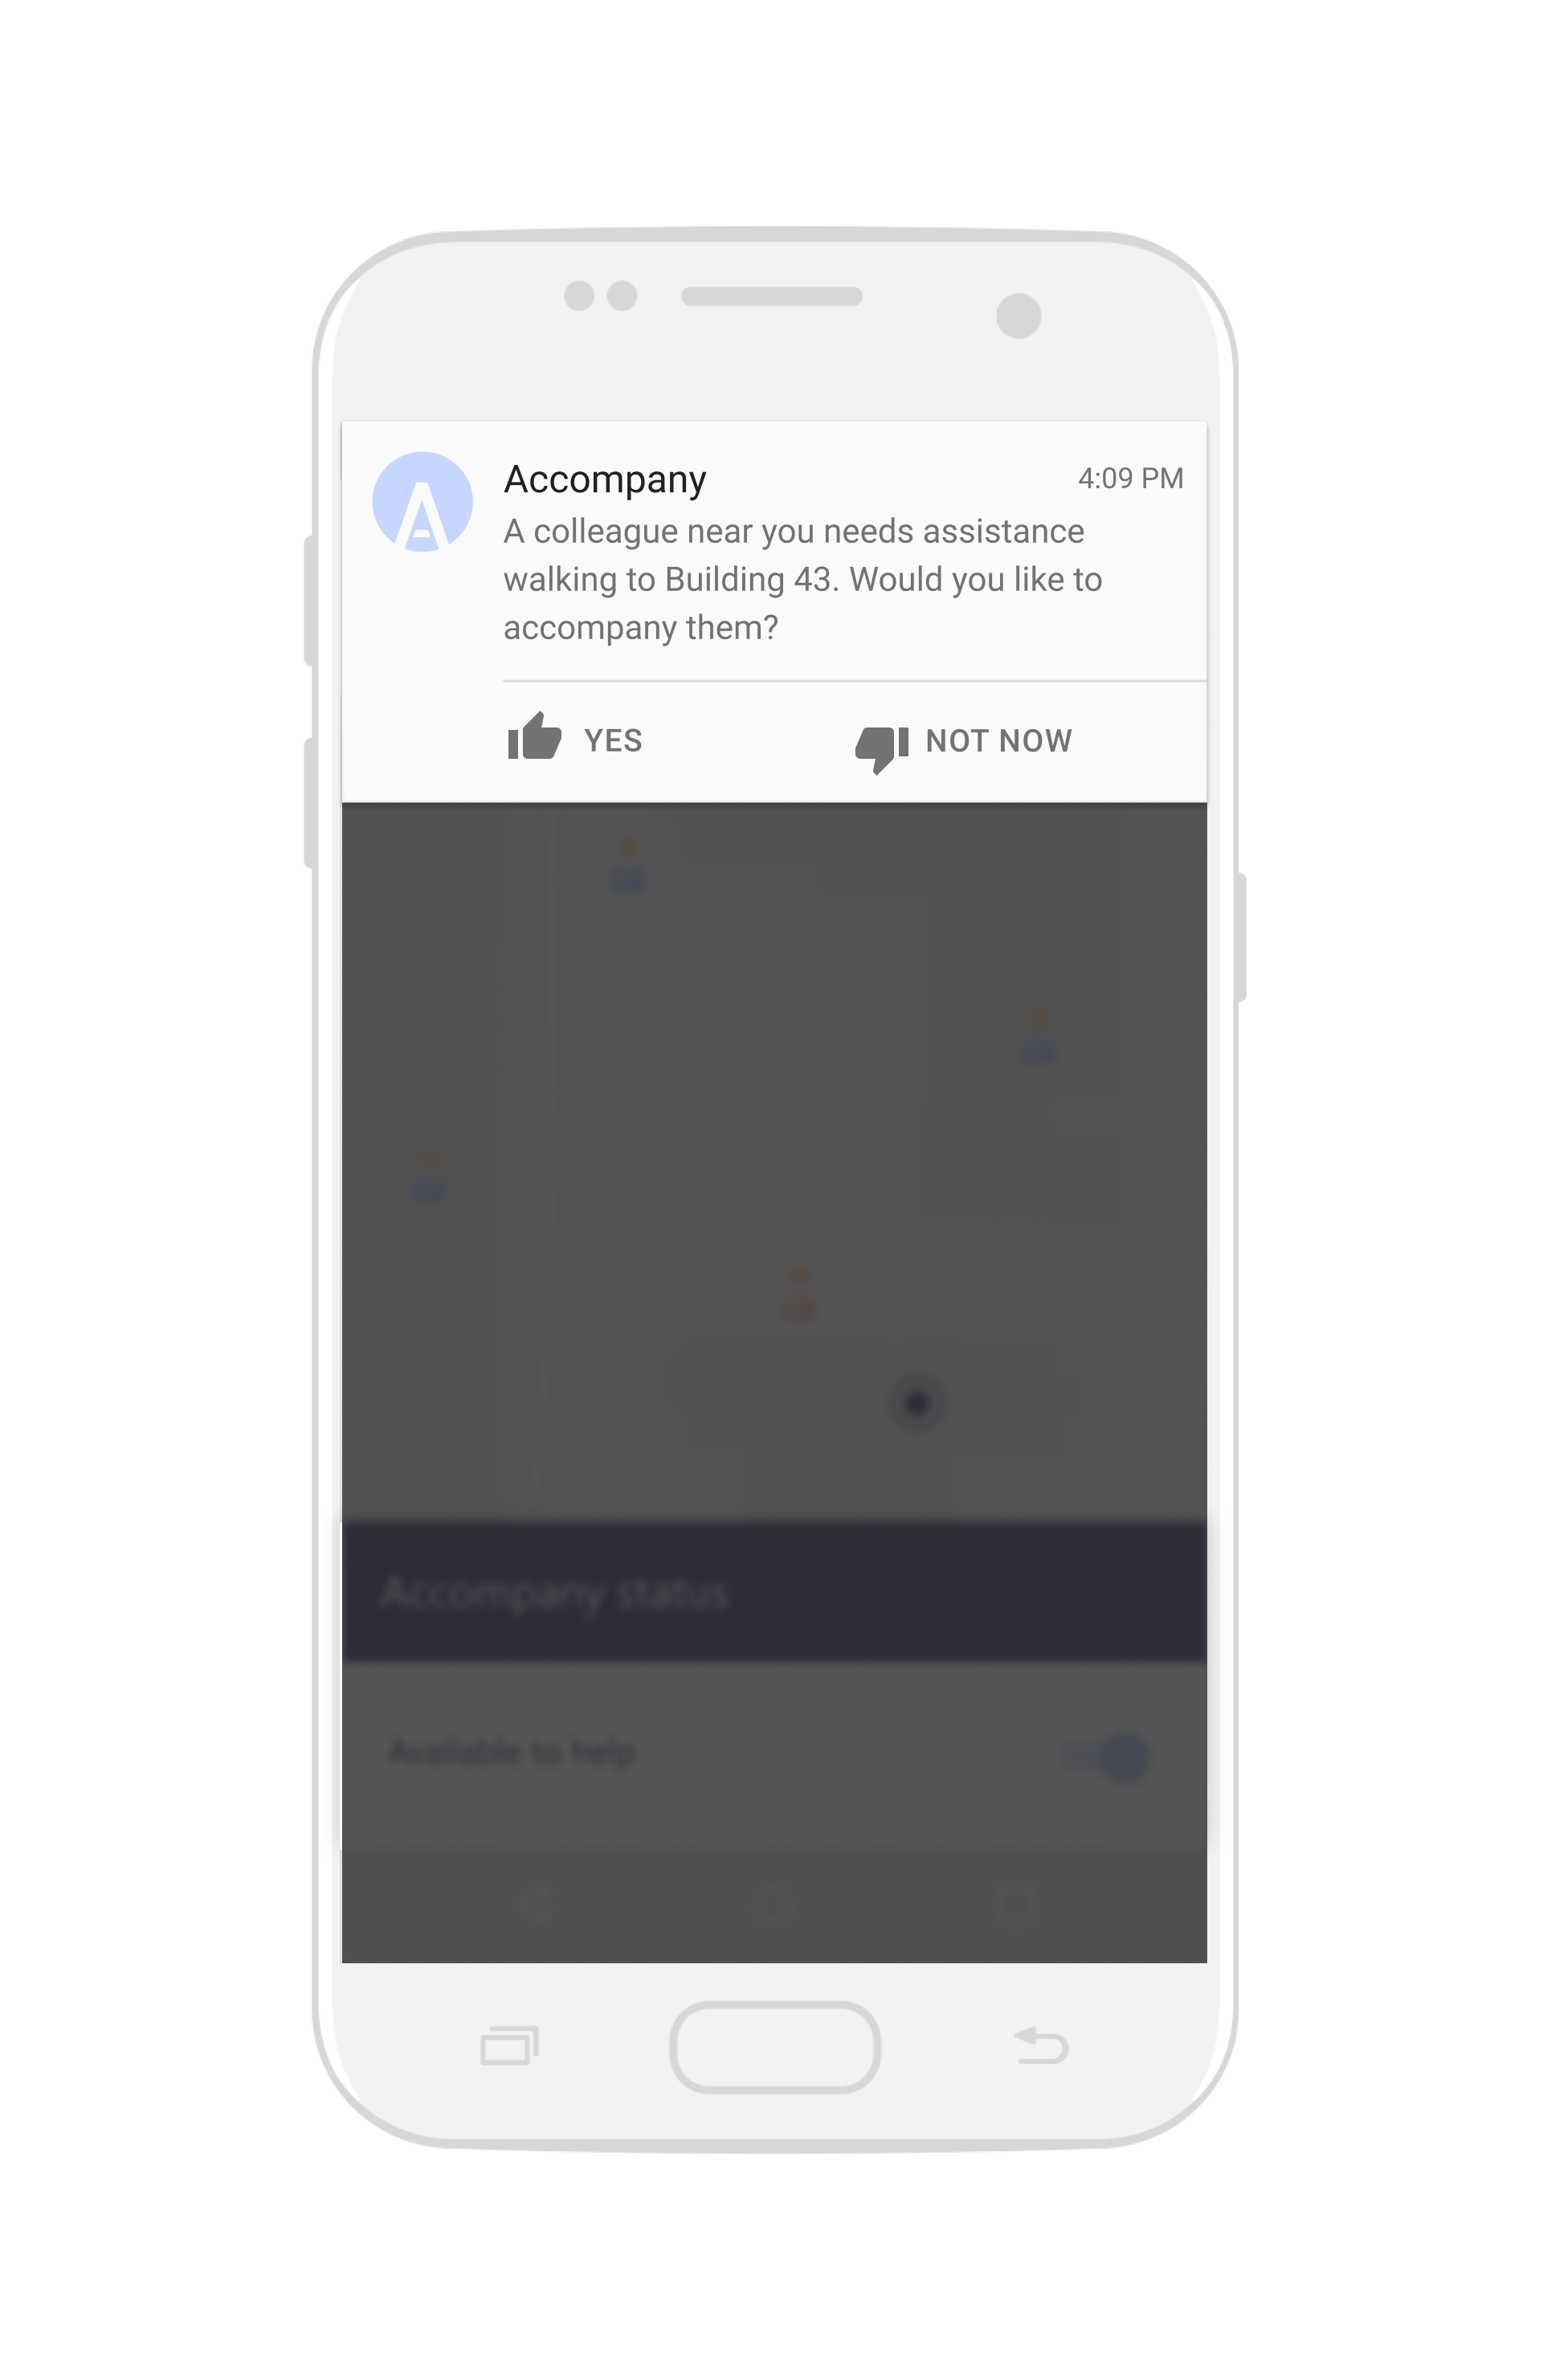 Accompany
4:09 PM
A colleague near you needs assistance
walking to Building 43. Would you like to
accompany them?
YES
NOT NOW
Accompany status
Available to help